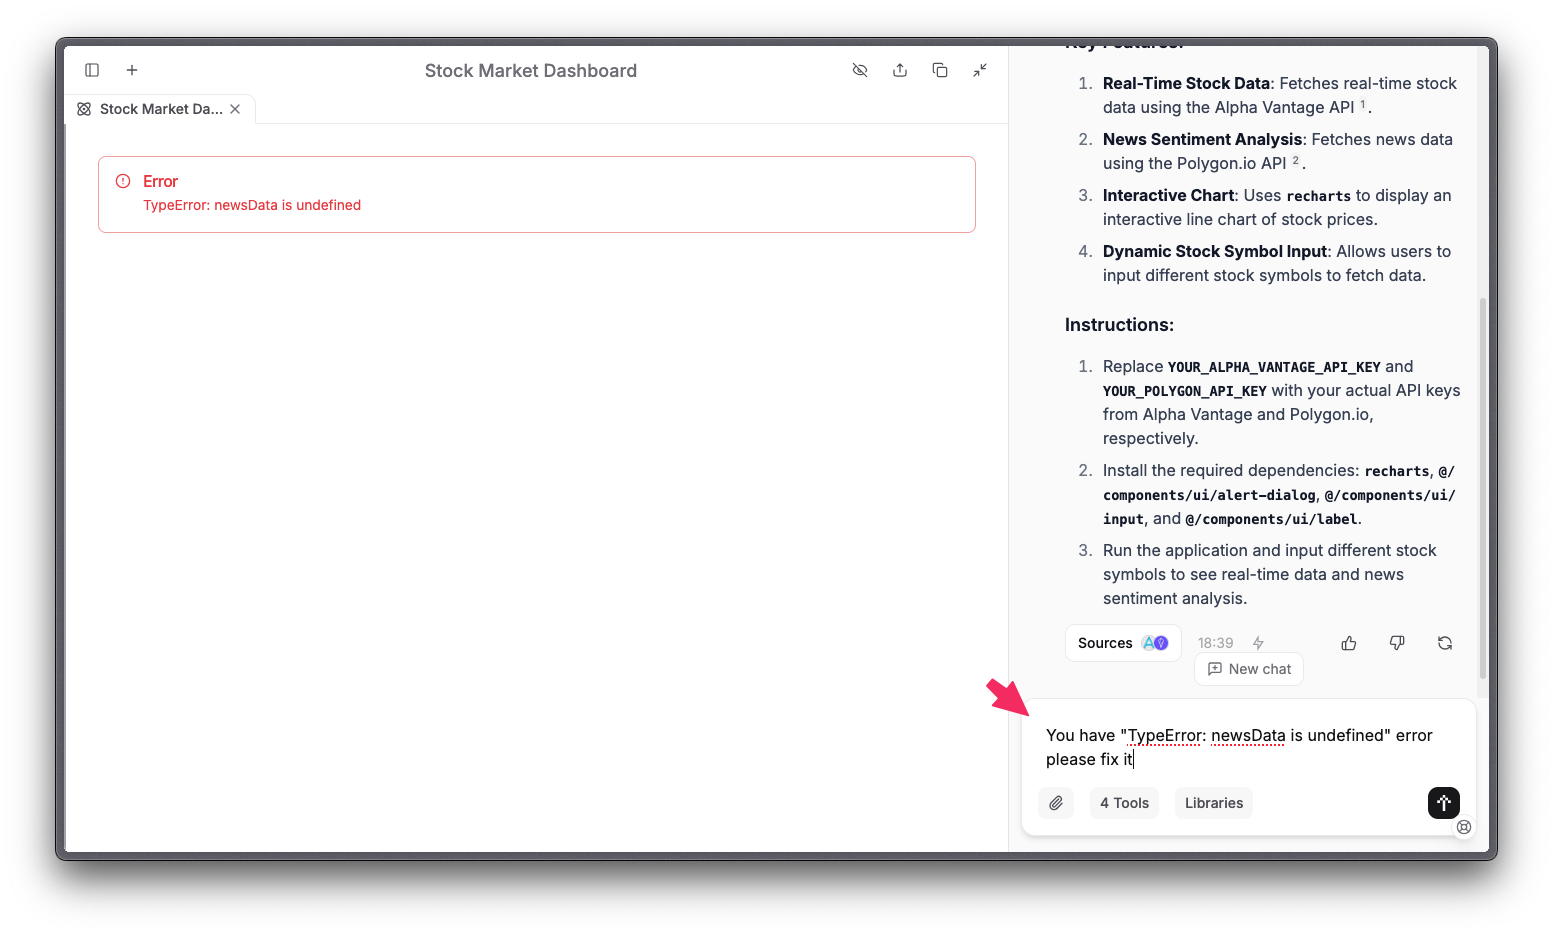 Stock Market Dashboard
Stock Market Da...
Error
TypeError: newsData is undefined
Key Features:
1. Real-Time Stock Data: Fetches real-time stock
data using the Alpha Vantage API 1.
2. News Sentiment Analysis: Fetches news data
using the Polygon.io API 2.
3. Interactive Chart: Uses recharts to display an
interactive line chart of stock prices.
4. Dynamic Stock Symbol Input: Allows users to
input different stock symbols to fetch data.
Instructions:
1. Replace YOUR_ALPHA_VANTAGE_API_KEY and
YOUR_POLYGON_API_KEY with your actual API keys
from Alpha Vantage and Polygon.io,
respectively.
2. Install the required dependencies: recharts, @/
components/ui/alert-dialog, @/components/ui/
input, and @/components/ui/label.
3. Run the application and input different stock
symbols to see real-time data and news
sentiment analysis.
Sources
18:39
New chat
You have "TypeError: newsData is undefined" error
please fix it
4 Tools
Libraries